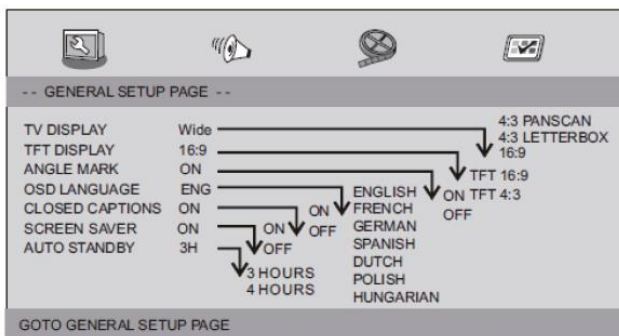 -- GENERAL SETUP PAGE --
TV DISPLAY Wide
TFT DISPLAY 16:9
ANGLE MARK ON
OSD LANGUAGE ENG
CLOSED CAPTIONS ON
SCREEN SAVER ON
AUTO STANDBY 3H
4:3 PANSCAN
4:3 LETTERBOX
16:9
TFT 16:9
TFT 4:3
ON
OFF
ENGLISH
FRENCH
GERMAN
SPANISH
DUTCH
POLISH
HUNGARIAN
ON
OFF
ON
OFF
3 HOURS
4 HOURS
GOTO GENERAL SETUP PAGE